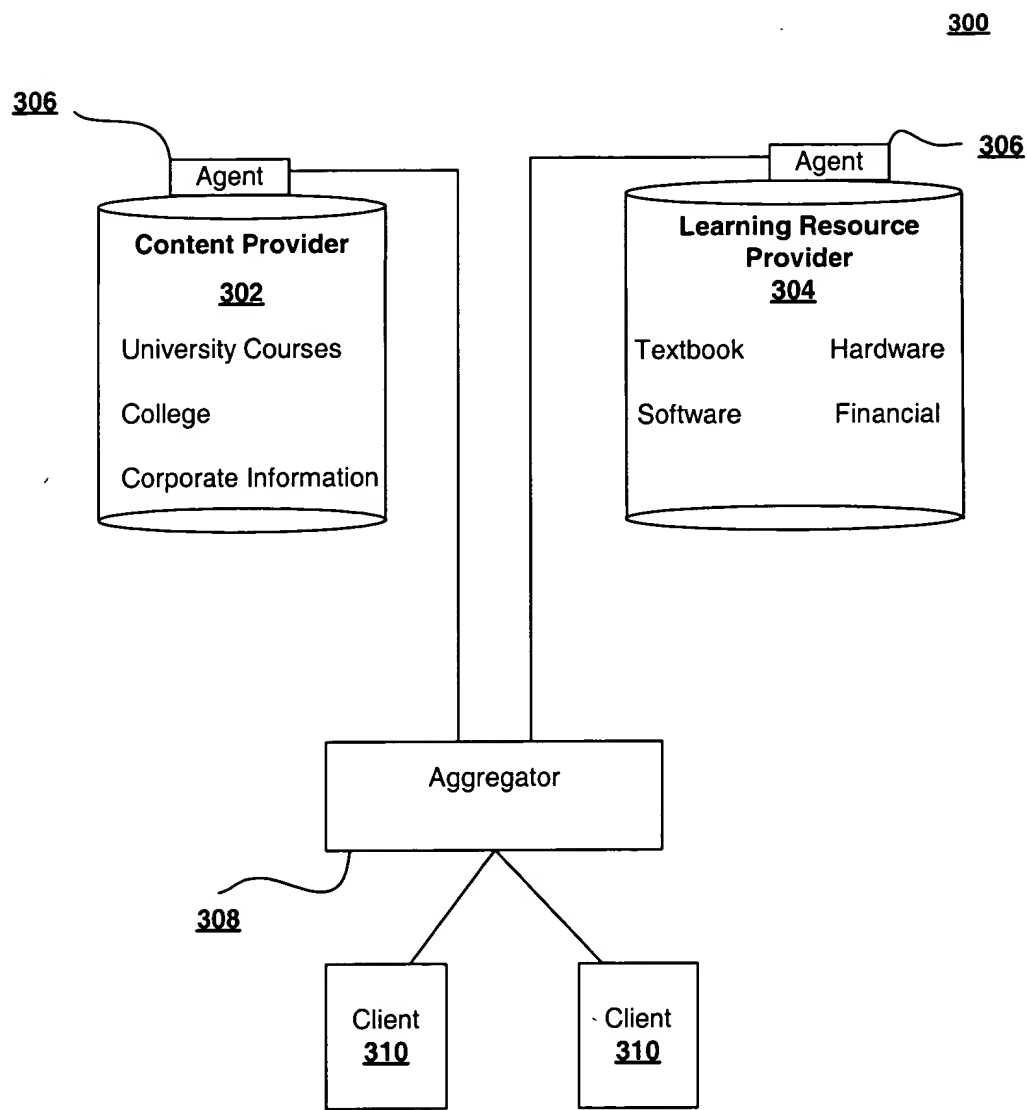 300
306
306
Agent
Agent
Content Provider
302
University Courses
College
Corporate Information
Learning Resource
Provider
304
Textbook Hardware
Software Financial
Aggregator
308
Client
310
Client
310